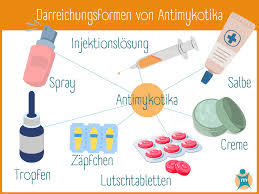 Darreichungsformen von Antimykotika
Injektionslösung
Spray
Salbe
Antimykotika
Creme
Tropfen
Zäpfchen
Lutschtabletten